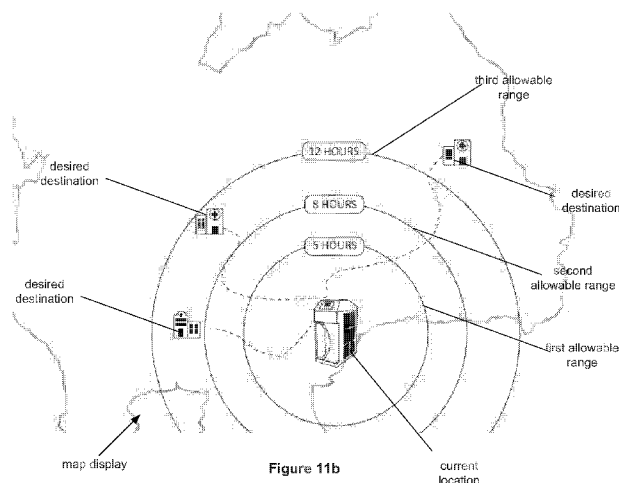 third allowable
range
12 HOURS
desired
destination
desired
destination
8 HOURS
5 HOURS
second
allowable range
desired
destination
first allowable
range
map display
Figure 11b
current
location